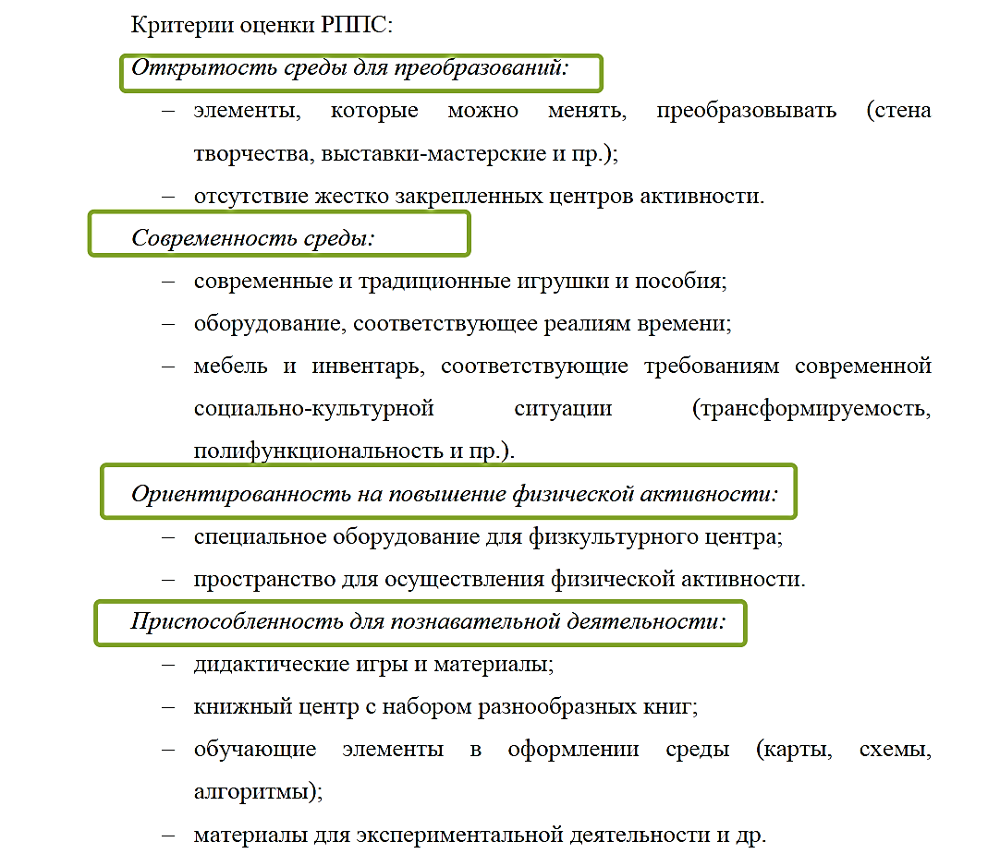 Критерии оценки РППС:
Открытость среды для преобразований:
– элементы, которые можно менять, преобразовывать (стена
творчества, выставки-мастерские и пр.);
– отсутствие жестко закрепленных центров активности.
Современность среды:
– современные и традиционные игрушки и пособия;
– оборудование, соответствующее реалиям времени;
– мебель и инвентарь, соответствующие требованиям современной
социально-культурной ситуации (трансформируемость,
полифункциональность и пр.).
Ориентированность на повышение физической активности:
– специальное оборудование для физкультурного центра;
– пространство для осуществления физической активности.
Приспособленность для познавательной деятельности:
– дидактические игры и материалы;
– книжный центр с набором разнообразных книг;
– обучающие элементы в оформлении среды (карты, схемы,
алгоритмы);
– материалы для экспериментальной деятельности и др.